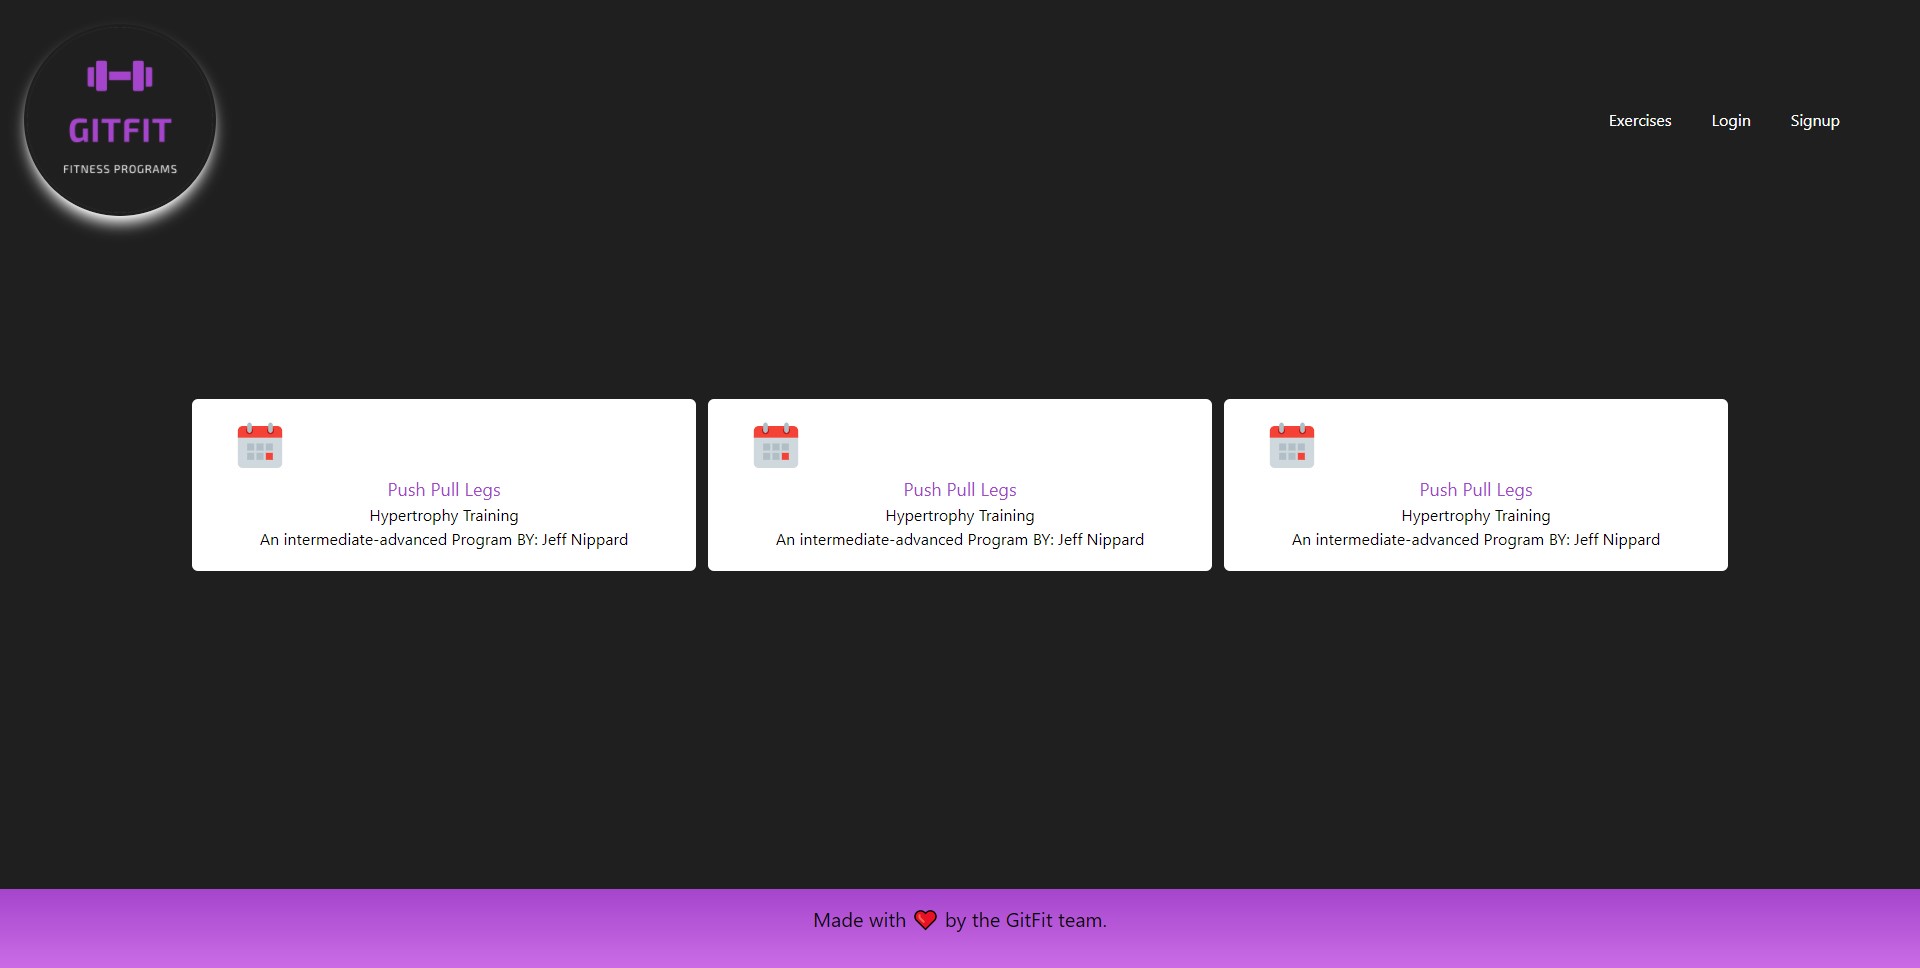 GITFIT
FITNESS PROGRAMS
Exercises Login Signup
Push Pull Legs
Hypertrophy Training
An intermediate-advanced Program BY: Jeff Nippard
Push Pull Legs
Hypertrophy Training
An intermediate-advanced Program BY: Jeff Nippard
Push Pull Legs
Hypertrophy Training
An intermediate-advanced Program BY: Jeff Nippard
Made with ❤️ by the GitFit team.